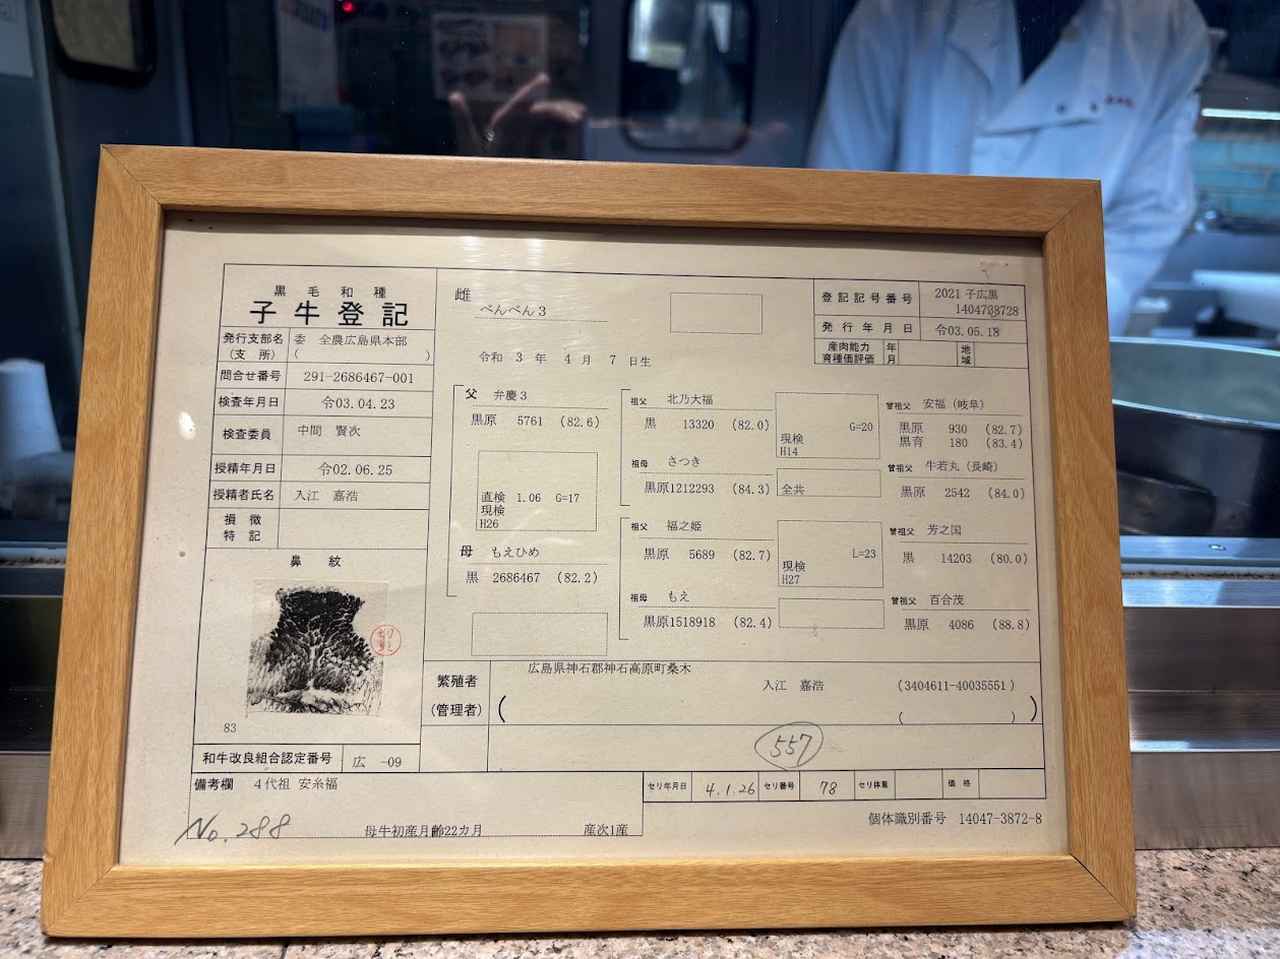 黒毛和種
子牛登記
発行支部名 委 全農広島県本部
(支 所) ( )
問合せ番号 291-2686467-001
検査年月日 令03.04.23
検査委員 中間 賢次
授精年月日 令02.06.25
授精者氏名 入江 嘉浩
損徴
特記
鼻紋
83
和牛改良組合認定番号 広 -09
雌
べんべん3
令和 3 年 4 月 7 日生
登記記号番号 2021 子広黒
1404738728
発行年月日 令03.05.18
産肉能力 年
育種価評価 月
地域
父 弁慶3
黒原 5761 (82.6)
直検 1.06 G=17
現検
H26
母 もえひめ
黒 2686467 (82.2)
祖父 北乃大福
黒 13320 (82.0)
G=20
現検
H14
祖母 さつき
黒原1212293 (84.3)
全共
祖父 福之姫
黒原 5689 (82.7)
L=23
現検
H27
祖母 もえ
黒原1518918 (82.4)
曽祖父 安福(岐阜)
黒原 930 (82.7)
黒育 180 (83.4)
曽祖父 牛若丸(長崎)
黒原 2542 (84.0)
曽祖父 芳之国
黒 14203 (80.0)
曽祖父 百合茂
黒原 4086 (88.8)
繁殖者
(管理者)
広島県神石郡神石高原町桑木
入江 嘉浩 (3404611-40035551)
( )
557
備考欄 4代祖 安糸福
No.288
母牛初産月齢22カ月 産次1産
セリ年月日 4.1.26 セリ番号 78 セリ体重 価格
個体識別番号 14047-3872-8